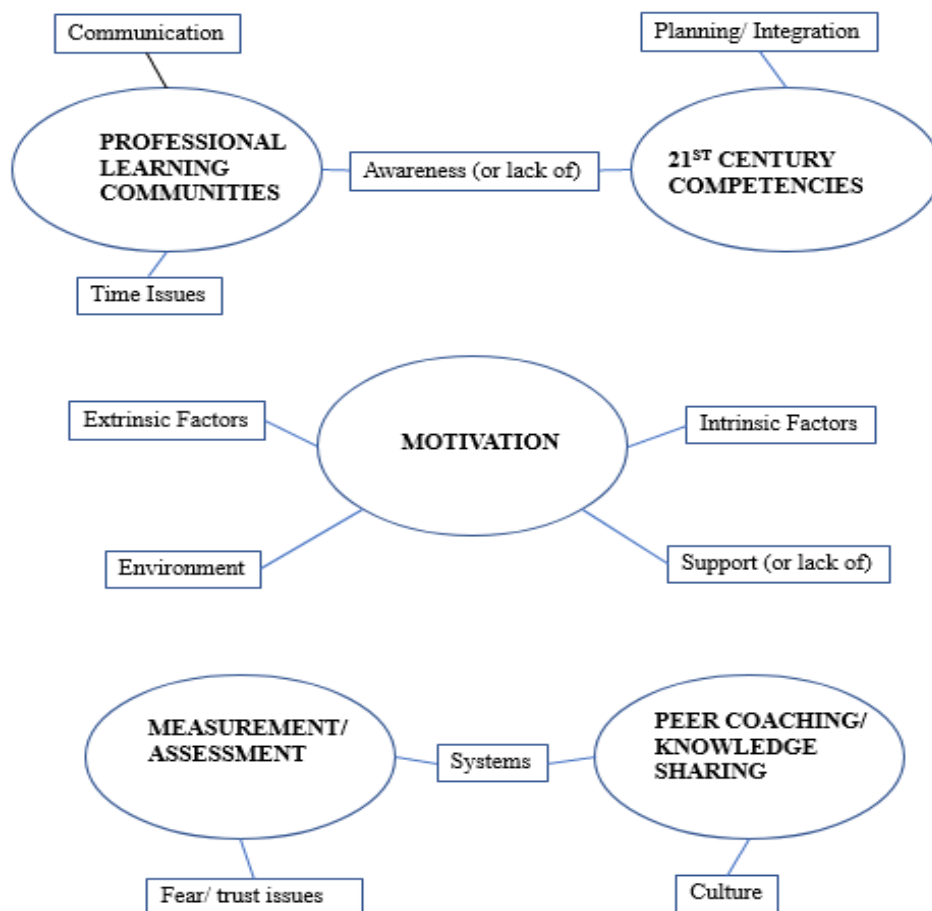 Communication
Planning/ Integration
PROFESSIONAL
LEARNING
COMMUNITIES
Awareness (or lack of)
21ST CENTURY
COMPETENCIES
Time Issues
Extrinsic Factors
MOTIVATION
Intrinsic Factors
Environment
Support (or lack of)
MEASUREMENT/
ASSESSMENT
Systems
PEER COACHING/
KNOWLEDGE
SHARING
Fear/ trust issues
Culture